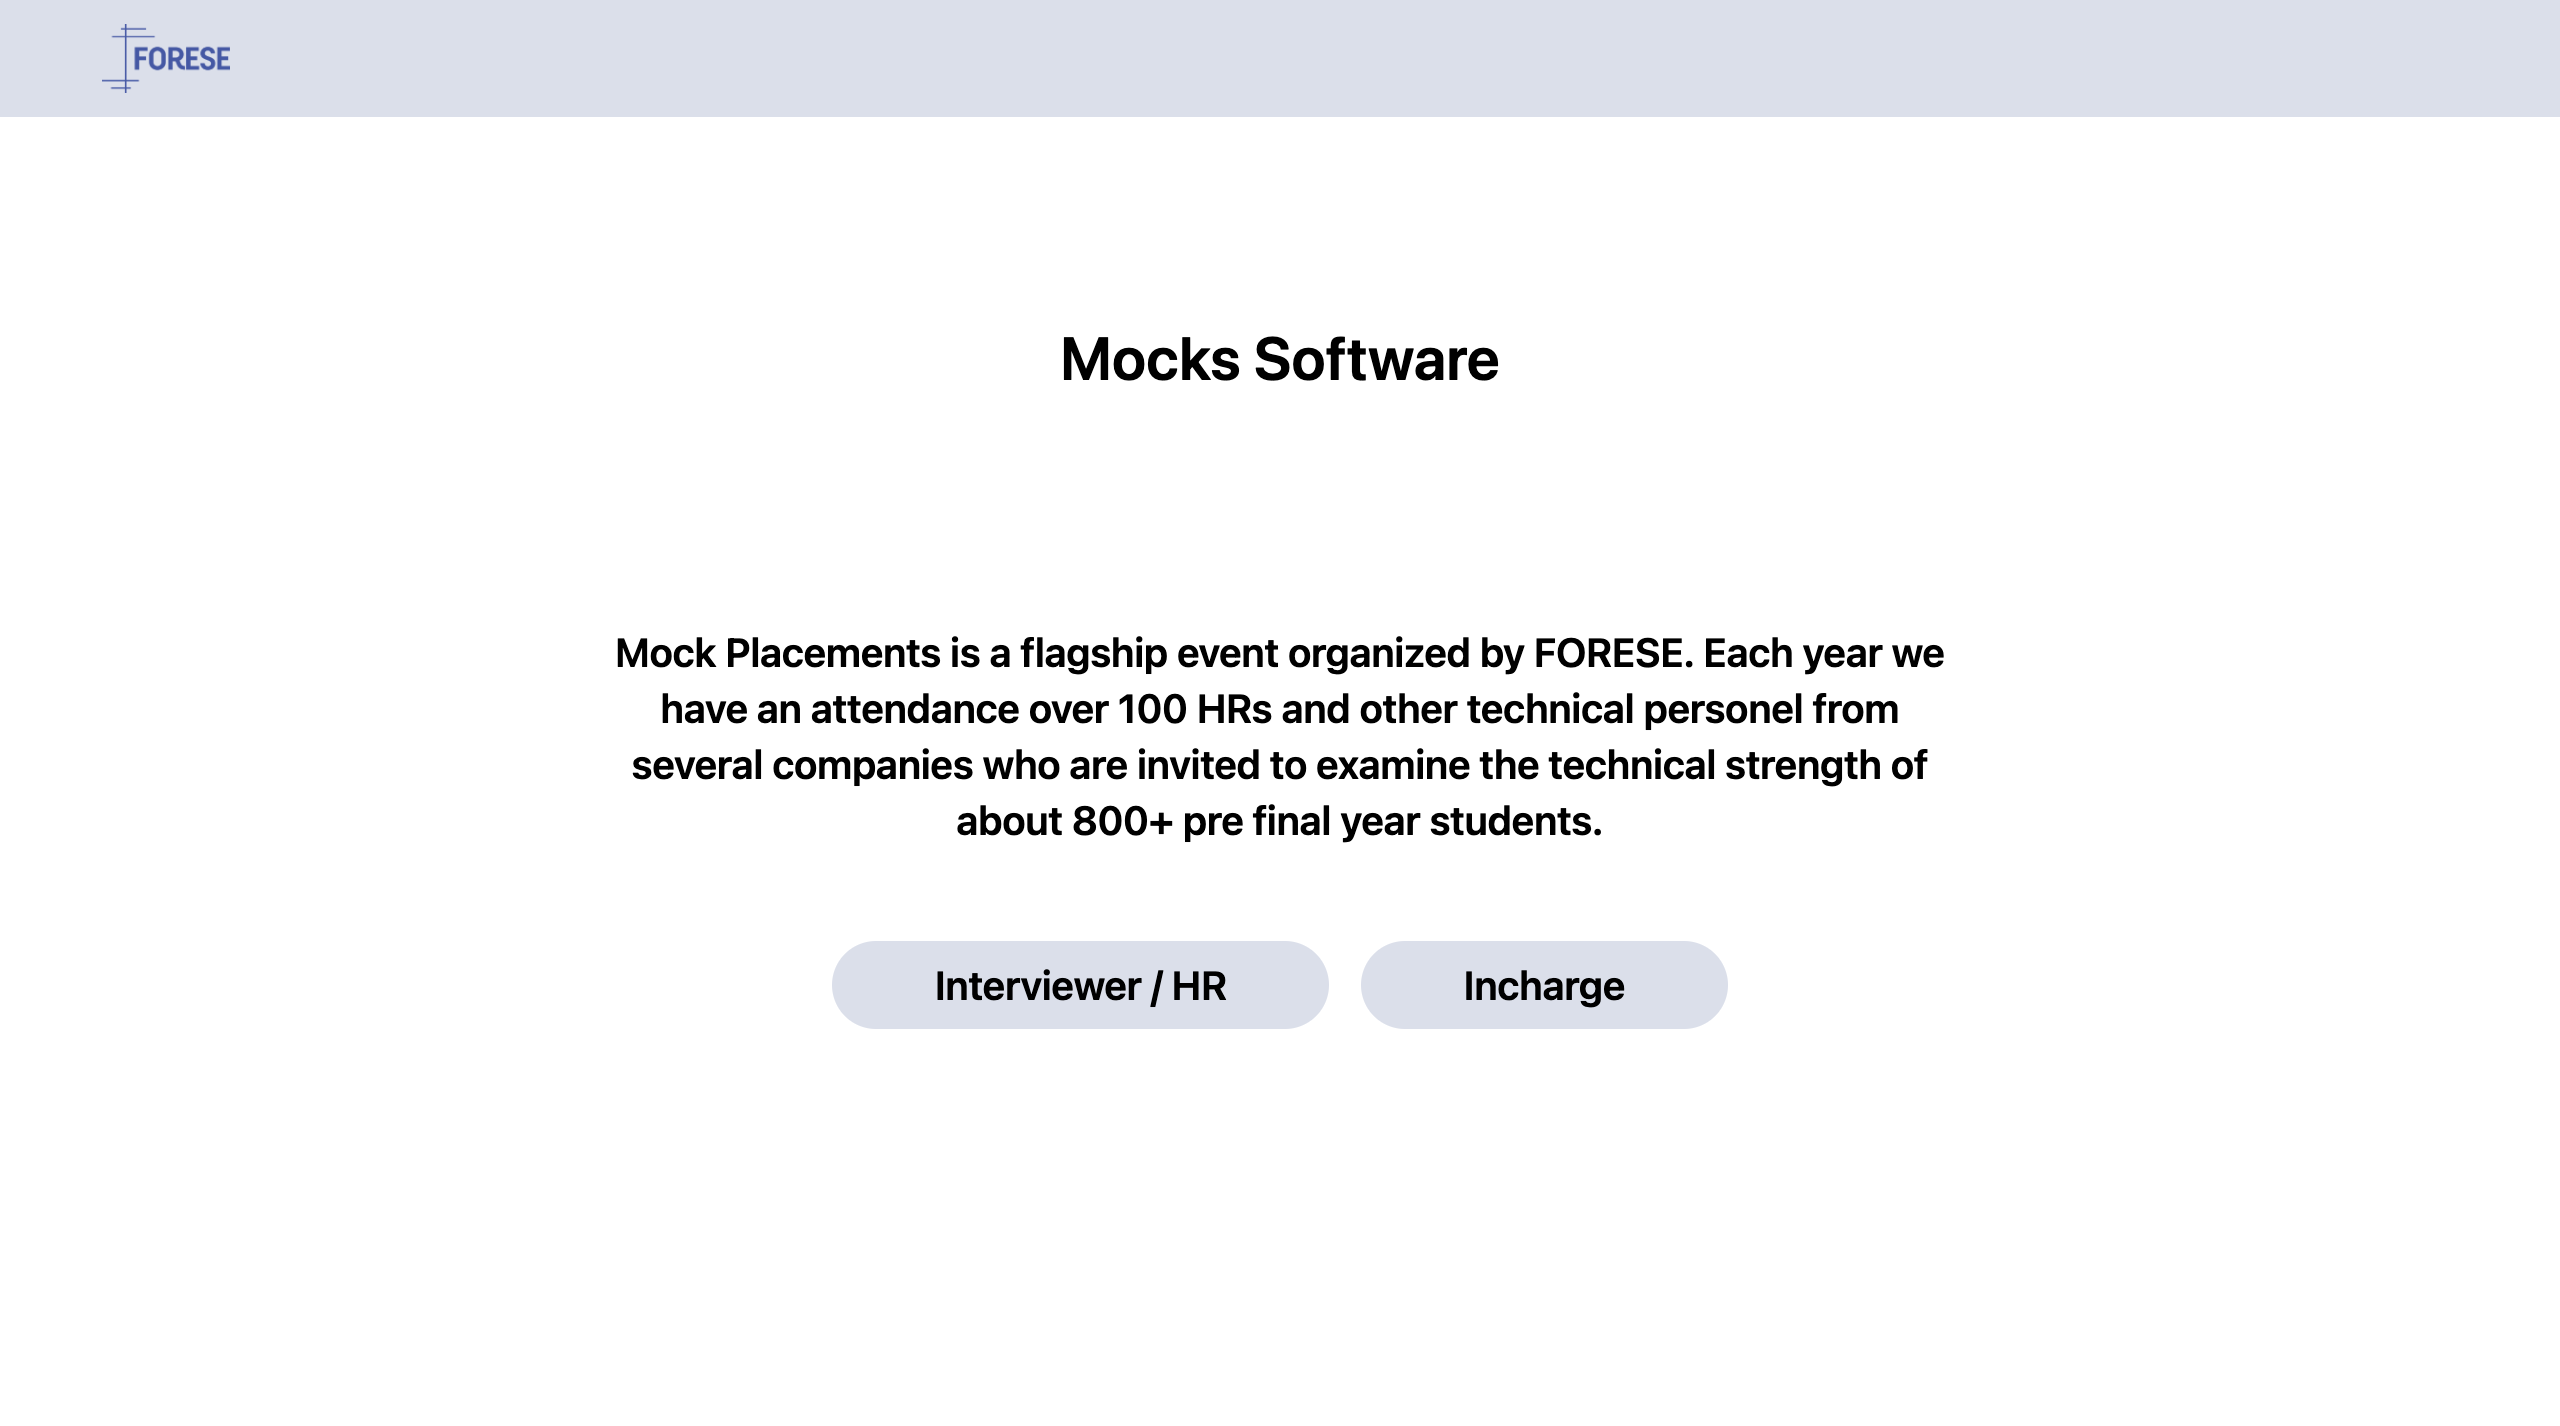 FORESE
Mocks Software
Mock Placements is a flagship event organized by FORESE. Each year we
have an attendance over 100 HRs and other technical personel from
several companies who are invited to examine the technical strength of
about 800+ pre final year students.
Interviewer / HR
Incharge